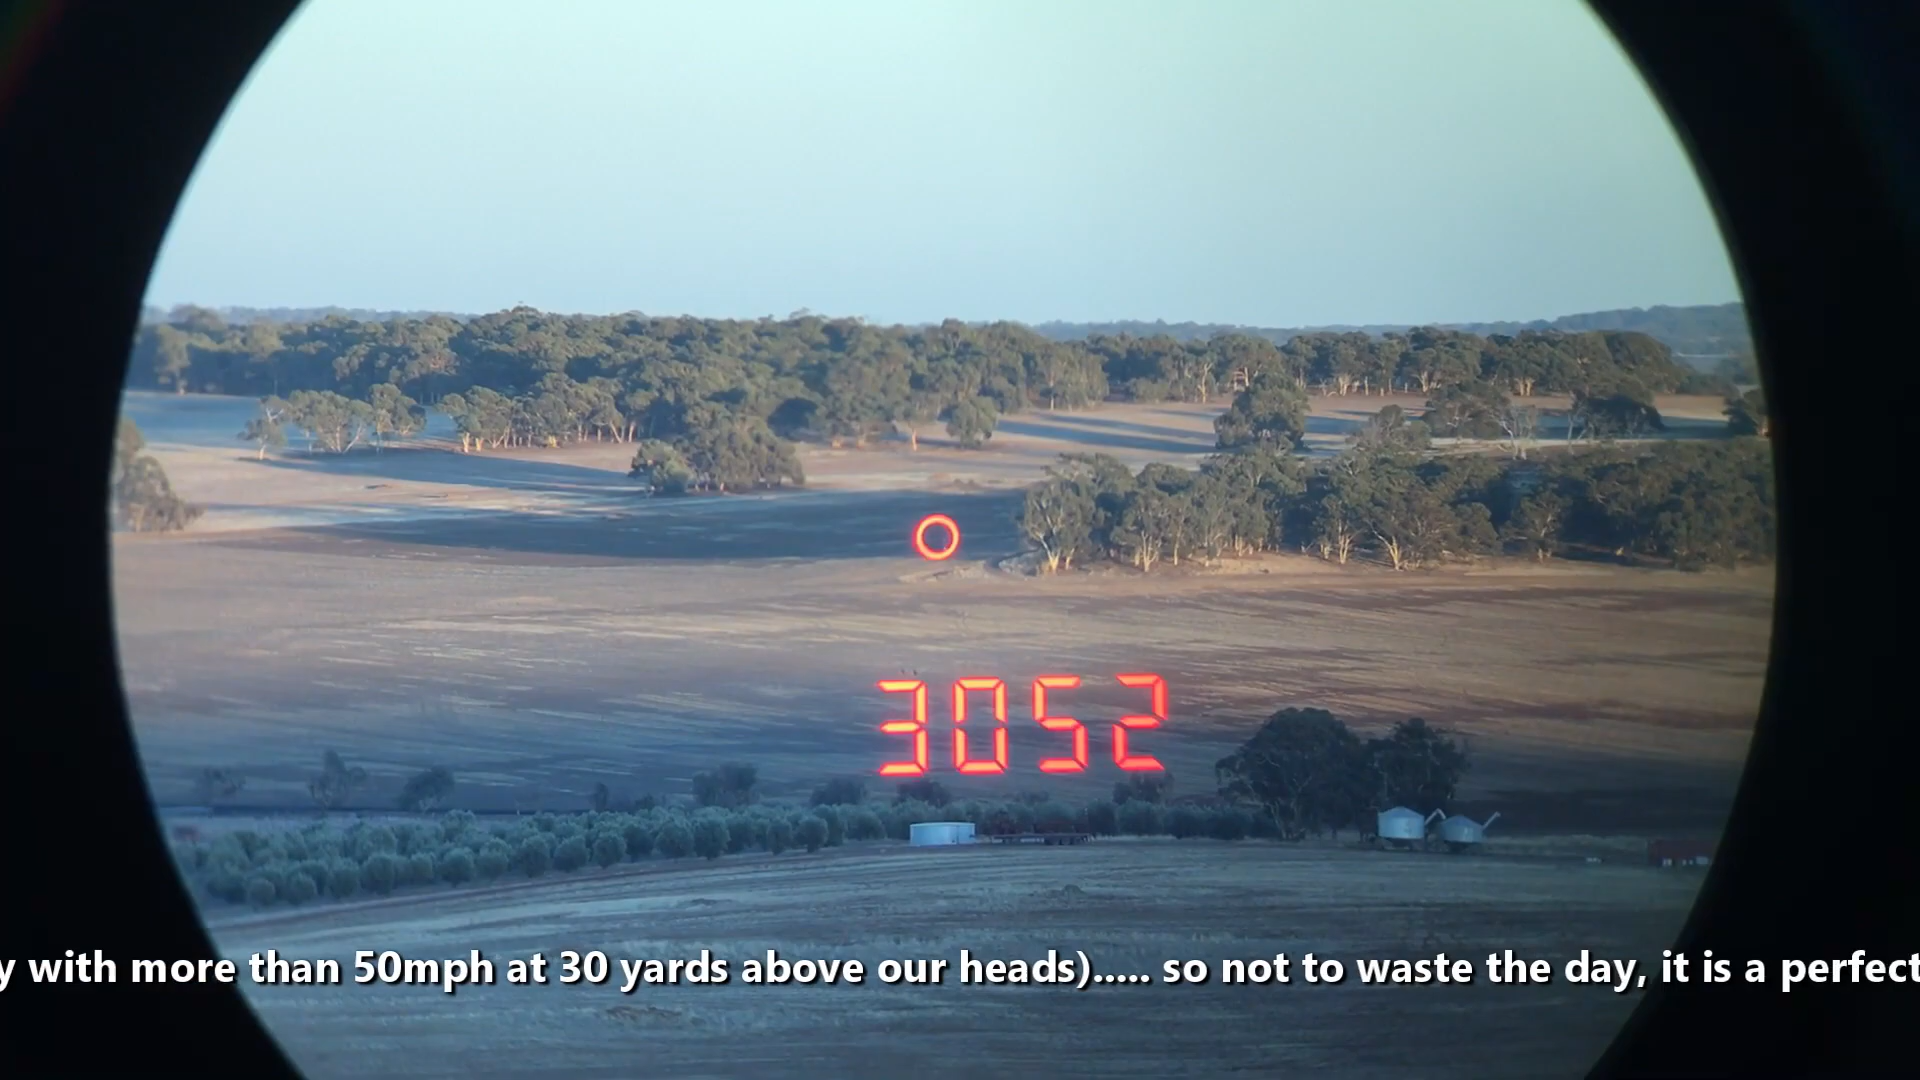 3052
y with more than 50mph at 30 yards above our heads)..... so not to waste the day, it is a perfect